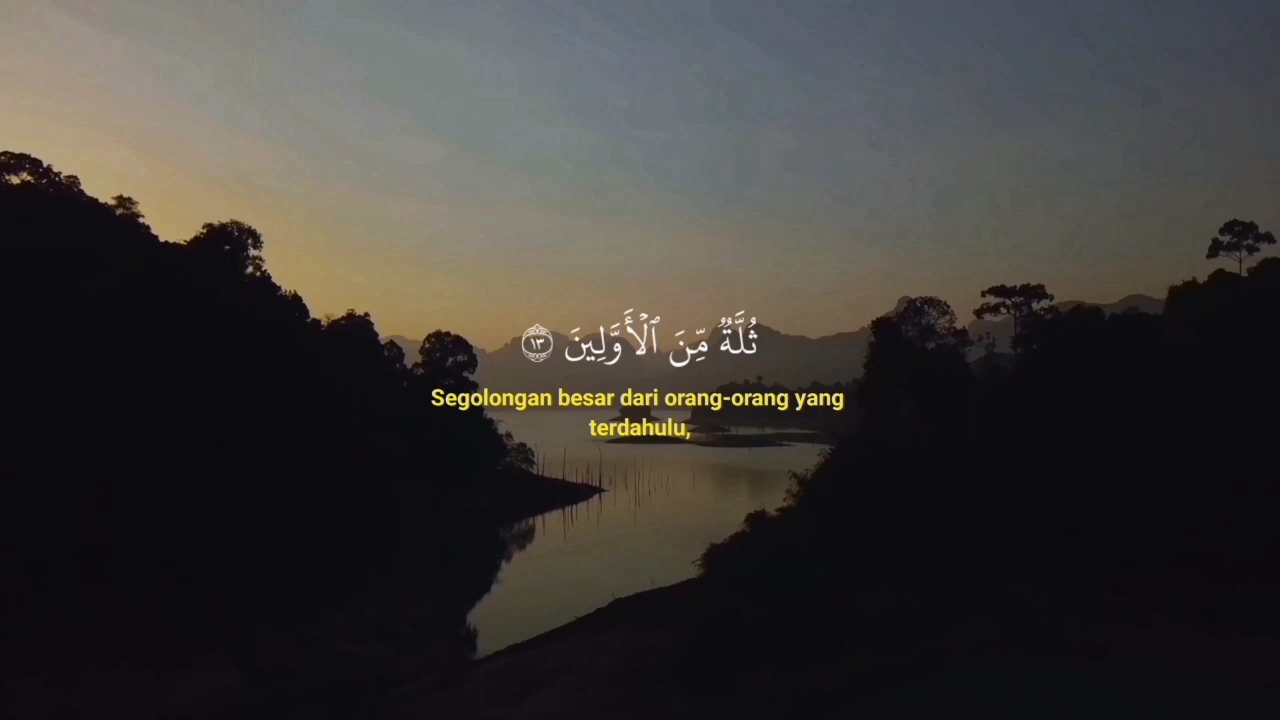 ثُلَّةٌ مِّنَ ٱلْأَوَّلِينَ ١٣
Segolongan besar dari orang-orang yang
terdahulu,